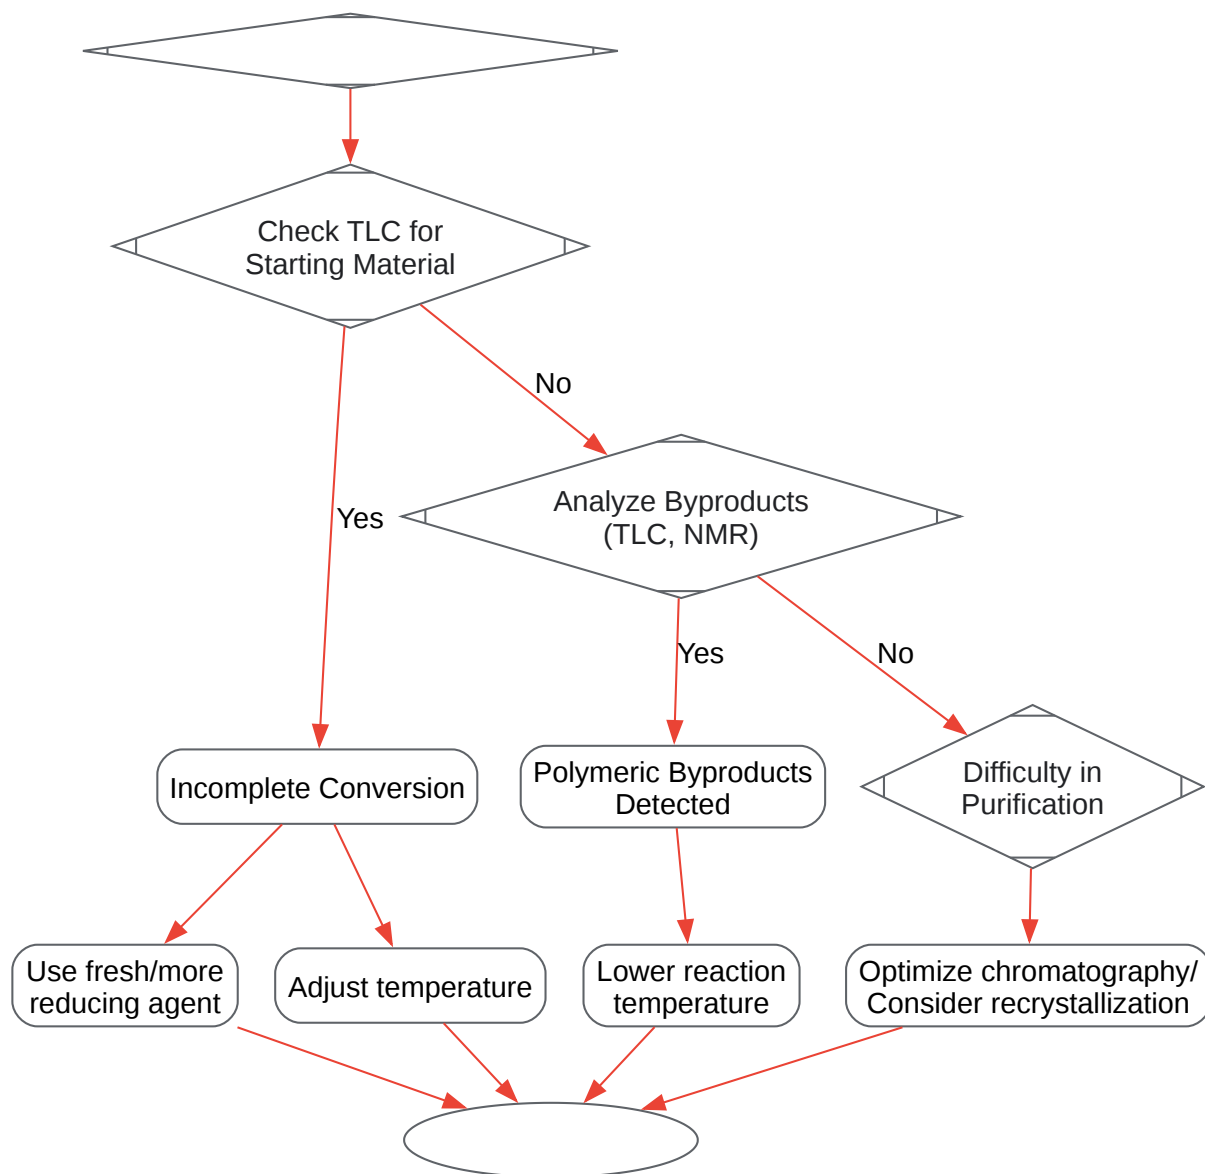 Check TLC for
Starting Material
No
Yes
Analyze Byproducts
(TLC, NMR)
Yes
No
Incomplete Conversion
Polymeric Byproducts
Detected
Difficulty in
Purification
Use fresh/more
reducing agent
Adjust temperature
Lower reaction
temperature
Optimize chromatography/
Consider recrystallization